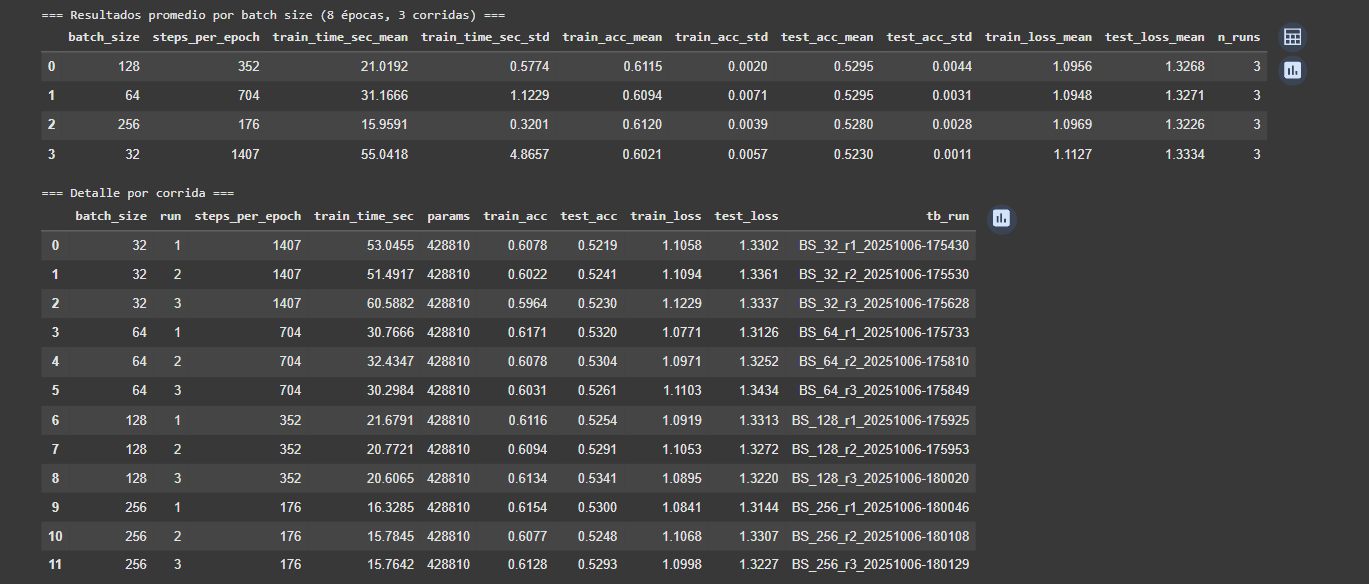 === Resultados promedio por batch size (8 épocas, 3 corridas) ===
batch_size steps_per_epoch train_time_sec_mean train_time_sec_std train_acc_mean train_acc_std test_acc_mean test_acc_std train_loss_mean test_loss_mean n_runs
0 128 352 21.0192 0.5774 0.6115 0.0020 0.5295 0.0044 1.0956 1.3268 3
1 64 704 31.1666 1.1229 0.6094 0.0071 0.5295 0.0031 1.0948 1.3271 3
2 256 176 15.9591 0.3201 0.6120 0.0039 0.5280 0.0028 1.0969 1.3226 3
3 32 1407 55.0418 4.8657 0.6021 0.0057 0.5230 0.0011 1.1127 1.3334 3
=== Detalle por corrida ===
batch_size run steps_per_epoch train_time_sec params train_acc test_acc train_loss test_loss tb_run
0 32 1 1407 53.0455 428810 0.6078 0.5219 1.1058 1.3302 BS_32_r1_20251006-175430
1 32 2 1407 51.4917 428810 0.6022 0.5241 1.1094 1.3361 BS_32_r2_20251006-175530
2 32 3 1407 60.5882 428810 0.5964 0.5230 1.1229 1.3337 BS_32_r3_20251006-175628
3 64 1 704 30.7666 428810 0.6171 0.5320 1.0771 1.3126 BS_64_r1_20251006-175733
4 64 2 704 32.4347 428810 0.6078 0.5304 1.0971 1.3252 BS_64_r2_20251006-175810
5 64 3 704 30.2984 428810 0.6031 0.5261 1.1103 1.3434 BS_64_r3_20251006-175849
6 128 1 352 21.6791 428810 0.6116 0.5254 1.0919 1.3313 BS_128_r1_20251006-175925
7 128 2 352 20.7721 428810 0.6094 0.5291 1.1053 1.3272 BS_128_r2_20251006-175953
8 128 3 352 20.6065 428810 0.6134 0.5341 1.0895 1.3220 BS_128_r3_20251006-180020
9 256 1 176 16.3285 428810 0.6154 0.5300 1.0841 1.3144 BS_256_r1_20251006-180046
10 256 2 176 15.7845 428810 0.6077 0.5248 1.1068 1.3307 BS_256_r2_20251006-180108
11 256 3 176 15.7642 428810 0.6128 0.5293 1.0998 1.3227 BS_256_r3_20251006-180129